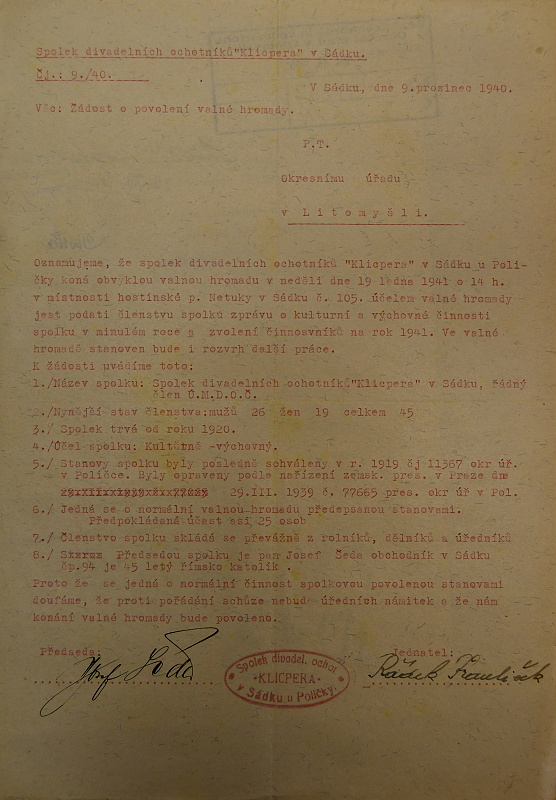 Spolek divadelních ochotníků"Klicpera" v Sádku.
Čj.: 9./40.
V Sádku, dne 9.prosinec 1940.
Věc: Žádost o povolení valné hromady.
P.T.
Okresnímu úřadu
v Litomyšli.
Oznamujeme, že spolek divadelních ochotníků "Klicpera" v Sádku u Poli-
čky koná obvyklou valnou hromadu v neděli dne 19 ledna 1941 o 14 h.
v místnosti hostinské p. Netuky v Sádku č. 105. účelem valné hromady
jest podati členstvu spolku zprávu o kulturní a výchovné činnosti
spolku v minulém roce a zvolení činnosvníků na rok 1941. Ve valné
hromadě stanoven bude i rozvrh další práce.
K žádosti uvádíme toto:
1./Název spolku: Spolek divadelních ochotníků"Klicpera" v Sádku, řádný
člen Ú.M.D.O.Č.
2./Nynější stav členstva:mužů 26 žen 19 celkem 45
3./ Spolek trvá od roku 1920.
4./Účel spolku: Kulturně -výchovný.
5./ Stanovy spolku byly posledně schváleny v r. 1919 čj 11367 okr úř.
v Poličce. Byly opraveny podle nařízení zemsk. pres. v Praze dne
29.III. 1939 č. 77665 pres. okr úř v Pol.
6./ Jedná se o normální valnou hromadu předepsanou stanovami.
Předpokládaná účast asi 25 osob
7./ Členstvo spolku skládá se převážně z rolníků, dělníků a úředníků
8./ Předsedou spolku je pan Josef Šeda obchodník v Sádku
čp.94 je 45 letý římsko katolík .
Proto že se jedná o normální činnost spolkovou povolenou stanovami
doufáme, že proti pořádání schůze nebude úředních námitek a že nám
konání valné hromady bude povoleno.
Předseda: Jednatel:
Josef Šeda Rádek František
Spolek divadel. ochot
·KLICPERA·
v Sádku u Poličky.